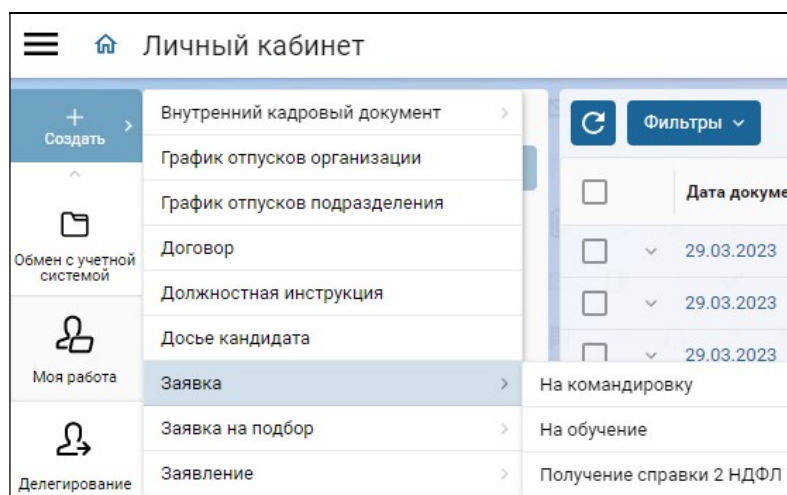 Личный кабинет
Создать
Обмен с учетной
системой
Моя работа
Делегирование
Внутренний кадровый документ
График отпусков организации
График отпусков подразделения
Договор
Должностная инструкция
Досье кандидата
Заявка
Заявка на подбор
Заявление
На командировку
На обучение
Получение справки 2 НДФЛ
Фильтры
Дата докуме
29.03.2023
29.03.2023
29.03.2023